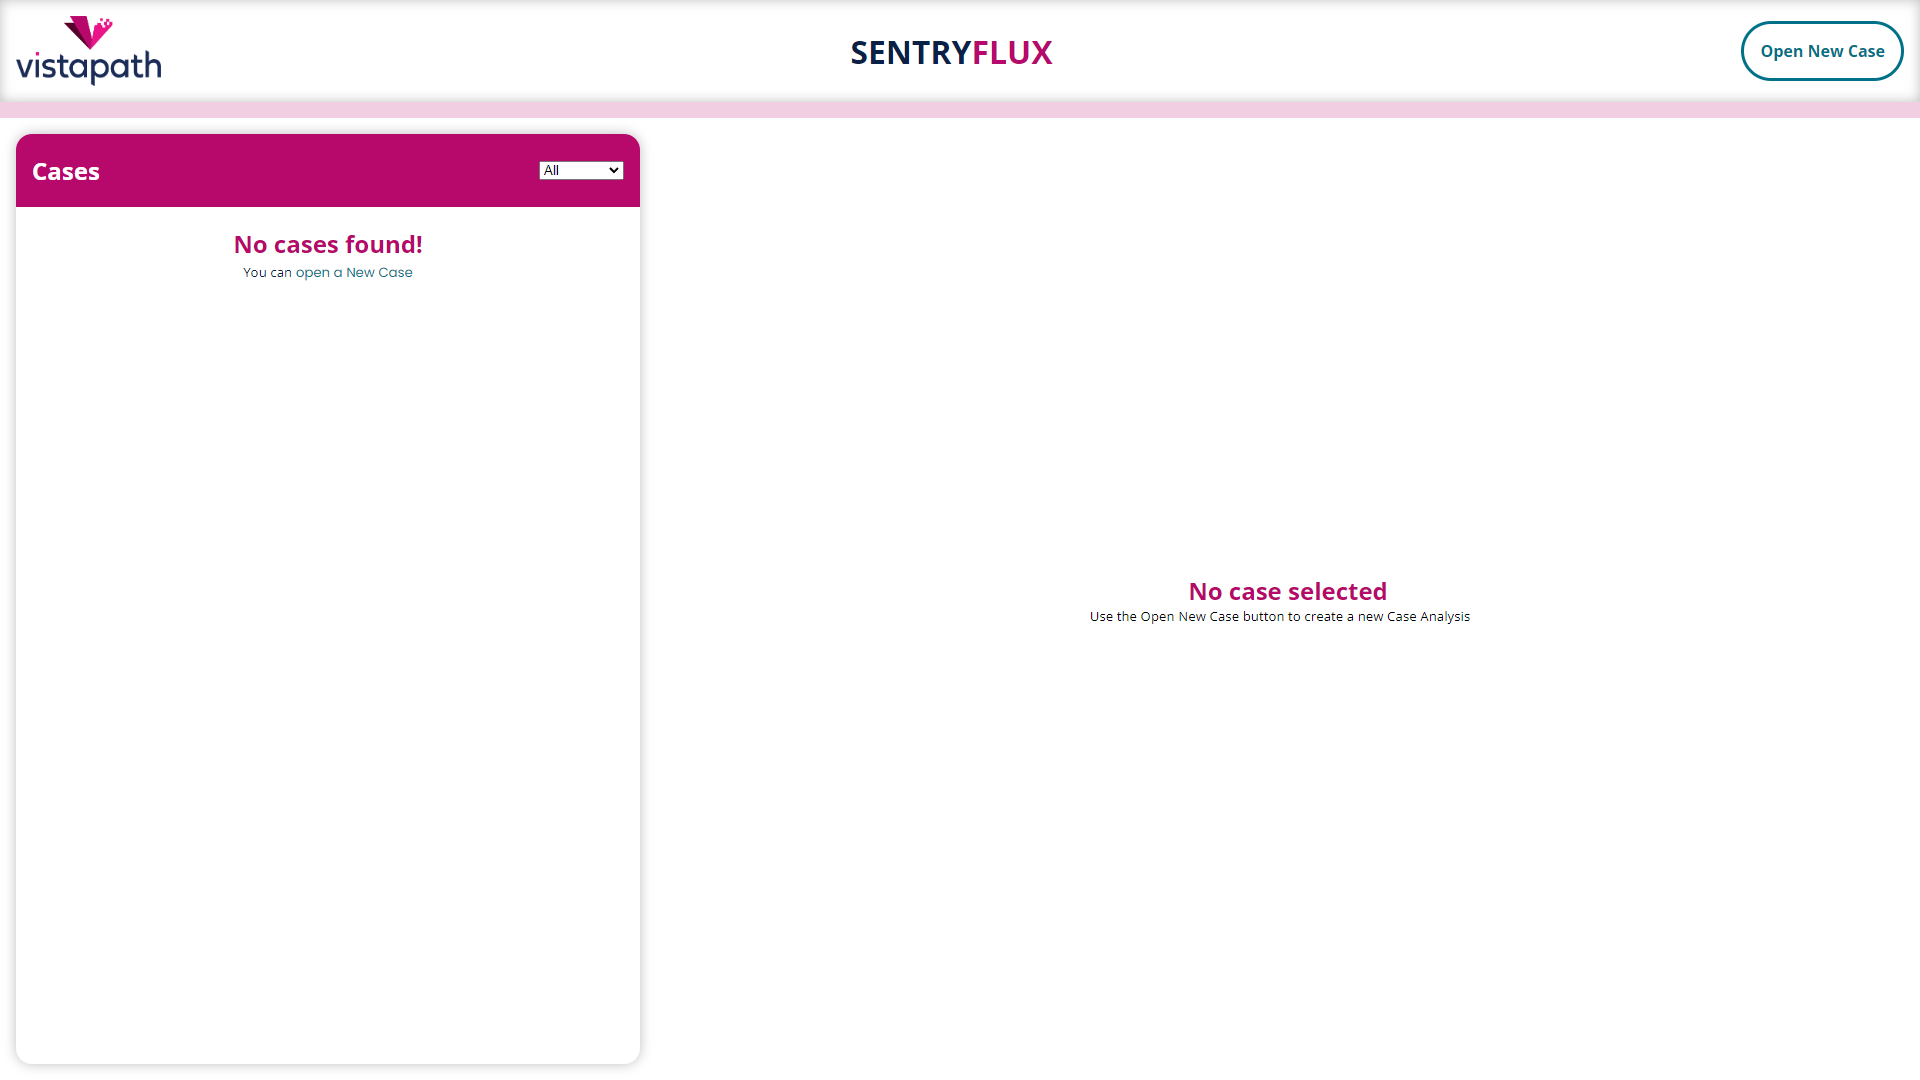 vistapath
SENTRYFLUX
Open New Case
Cases
All
No cases found!
You can open a New Case
No case selected
Use the Open New Case button to create a new Case Analysis